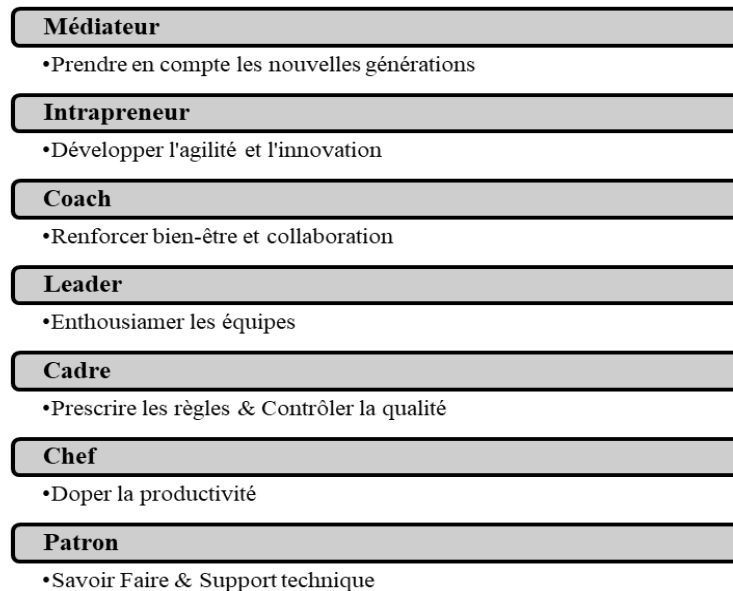 Médiateur
•Prendre en compte les nouvelles générations
Intrapreneur
•Développer l'agilité et l'innovation
Coach
•Renforcer bien-être et collaboration
Leader
•Enthousiamer les équipes
Cadre
•Prescrire les règles & Contrôler la qualité
Chef
•Doper la productivité
Patron
•Savoir Faire & Support technique